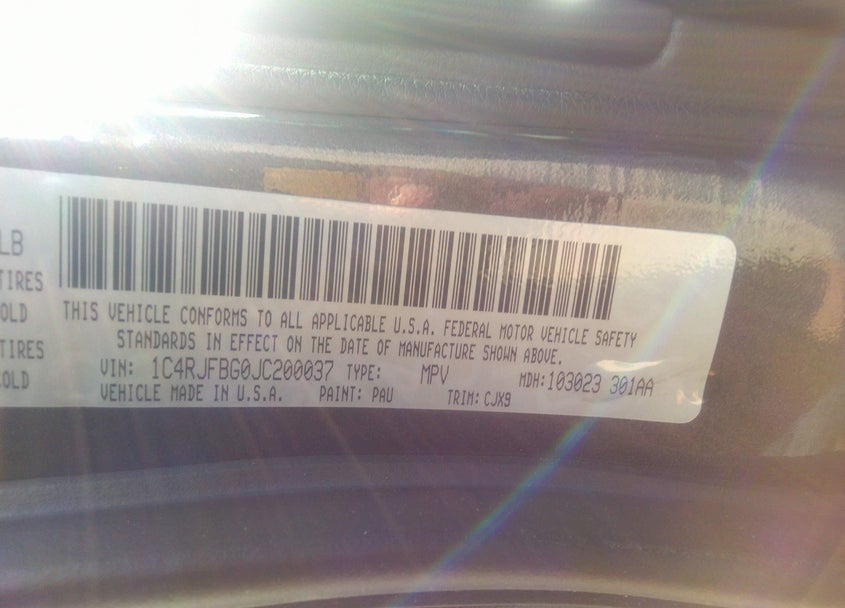 LB
TIRES
OLD
TIRES
COLD
THIS VEHICLE CONFORMS TO ALL APPLICABLE U.S.A. FEDERAL MOTOR VEHICLE SAFETY
STANDARDS IN EFFECT ON THE DATE OF MANUFACTURE SHOWN ABOVE.
VIN: 1C4RJFBG0JC200037 TYPE: MPV MDH:103023 301AA
VEHICLE MADE IN U.S.A. PAINT: PAU TRIM: CJX9